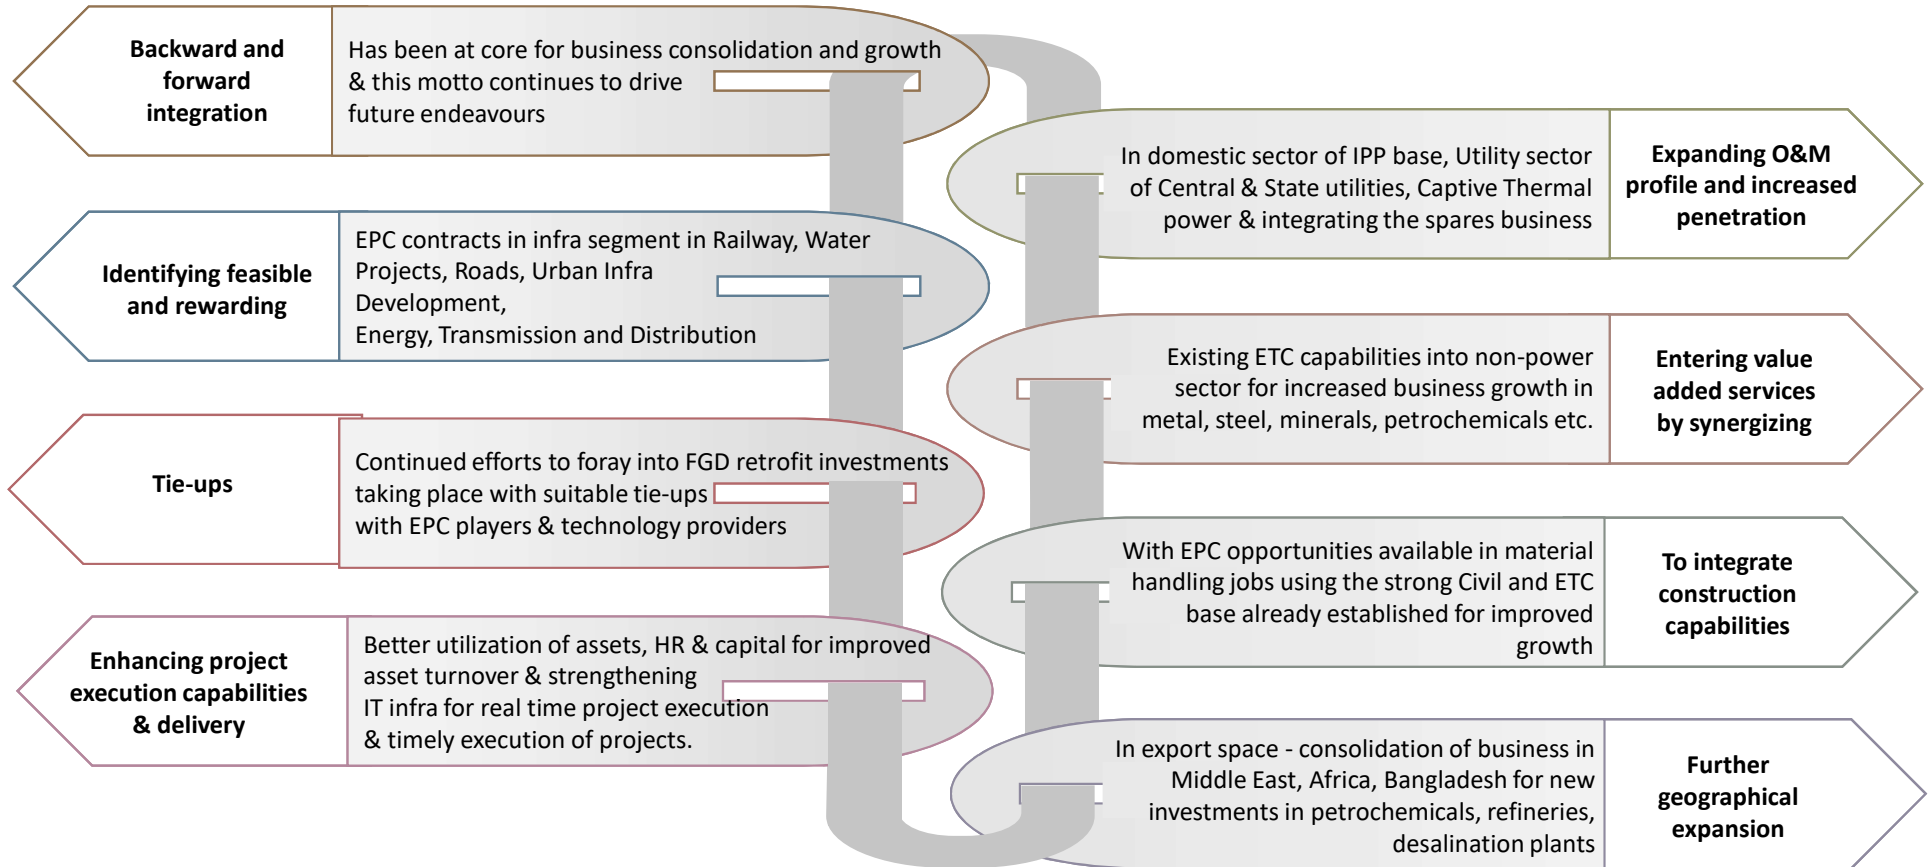 Backward and
forward
integration
Has been at core for business consolidation and growth
& this motto continues to drive
future endeavours
In domestic sector of IPP base, Utility sector
of Central & State utilities, Captive Thermal
power & integrating the spares business
Expanding O&M
profile and increased
penetration
Identifying feasible
and rewarding
EPC contracts in infra segment in Railway, Water
Projects, Roads, Urban Infra
Development,
Energy, Transmission and Distribution
Existing ETC capabilities into non-power
sector for increased business growth in
metal, steel, minerals, petrochemicals etc.
Entering value
added services
by synergizing
Tie-ups
Continued efforts to foray into FGD retrofit investments
taking place with suitable tie-ups
with EPC players & technology providers
With EPC opportunities available in material
handling jobs using the strong Civil and ETC
base already established for improved
growth
To integrate
construction
capabilities
Enhancing project
execution capabilities
& delivery
Better utilization of assets, HR & capital for improved
asset turnover & strengthening
IT infra for real time project execution
& timely execution of projects.
In export space - consolidation of business in
Middle East, Africa, Bangladesh for new
investments in petrochemicals, refineries,
desalination plants
Further
geographical
expansion